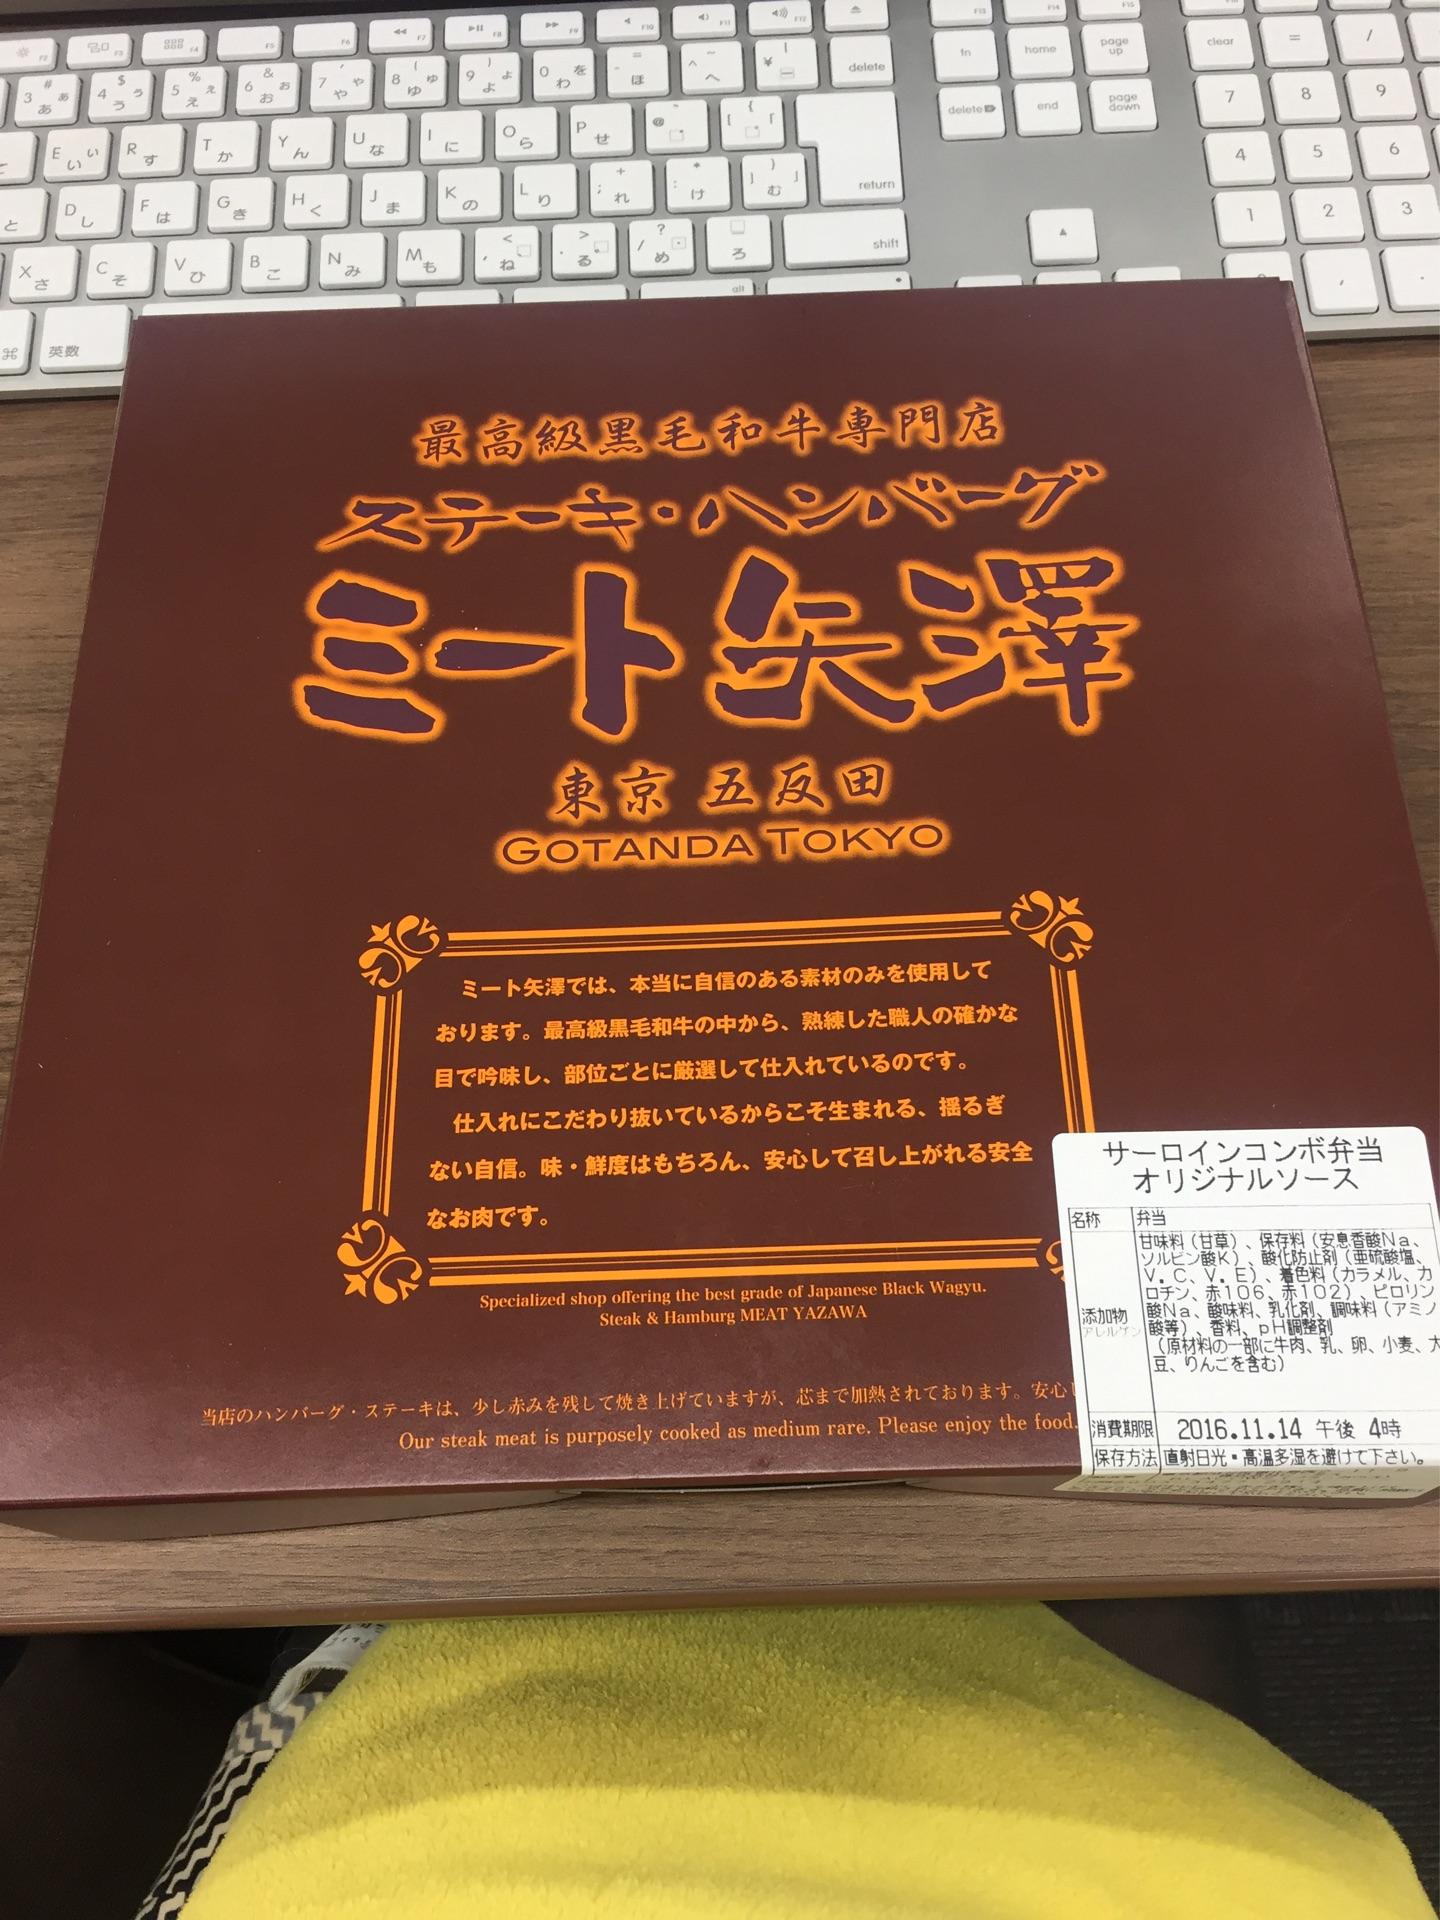 最高級黒毛和牛専門店
ステーキ・ハンバーグ
ミート矢澤
東京 五反田
GOTANDA TOKYO
ミート矢澤では、本当に自信のある素材のみを使用して
おります。最高級黒毛和牛の中から、熟練した職人の確かな
目で吟味し、部位ごとに厳選して仕入れているのです。
仕入れにこだわり抜いているからこそ生まれる、揺るぎ
ない自信。味・鮮度はもちろん、安心して召し上がれる安全
なお肉です。
Specialized shop offering the best grade of Japanese Black Wagyu.
Steak & Hamburg MEAT YAZAWA
当店のハンバーグ・ステーキは、少し赤みを残して焼き上げていますが、芯まで加熱されております。安心し
Our steak meat is purposely cooked as medium rare. Please enjoy the food.
サーロインコンボ弁当
オリジナルソース
名称 弁当
添加物
アレルゲン
甘味料（甘草）、保存料（安息香酸Na、
ソルビン酸K）、酸化防止剤（亜硫酸塩、
V．C、V．E）、着色料（カラメル、カ
ロチン、赤106、赤102）、ピロリン
酸Na、酸味料、乳化剤、調味料（アミノ
酸等）、香料、pH調整剤
（原材料の一部に牛肉、乳、卵、小麦、大
豆、りんごを含む）
消費期限 2016.11.14 午後 4時
保存方法 直射日光・高温多湿を避けて下さい。